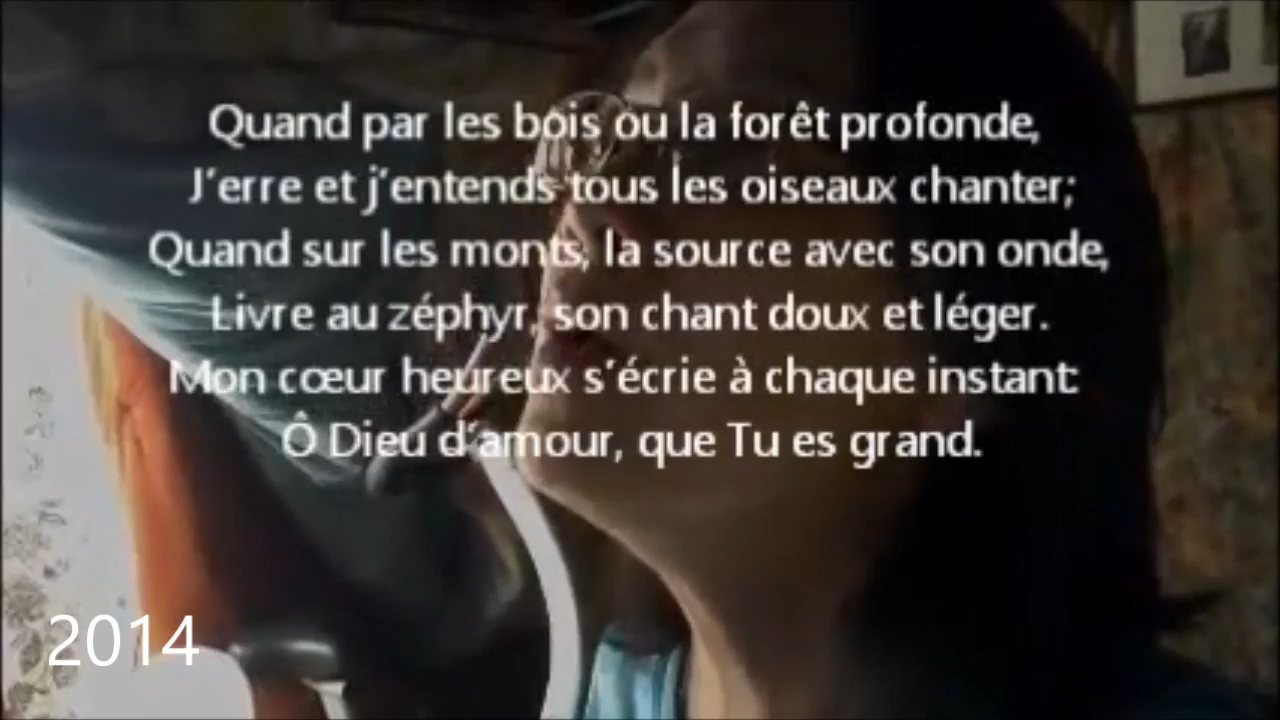 Quand par les bois ou la forêt profonde,
J'erre et j'entends tous les oiseaux chanter;
Quand sur les monts, la source avec son onde,
Livre au zéphyr, son chant doux et léger.
Mon cœur heureux s'écrie à chaque instant:
Ô Dieu d'amour, que Tu es grand.
2014